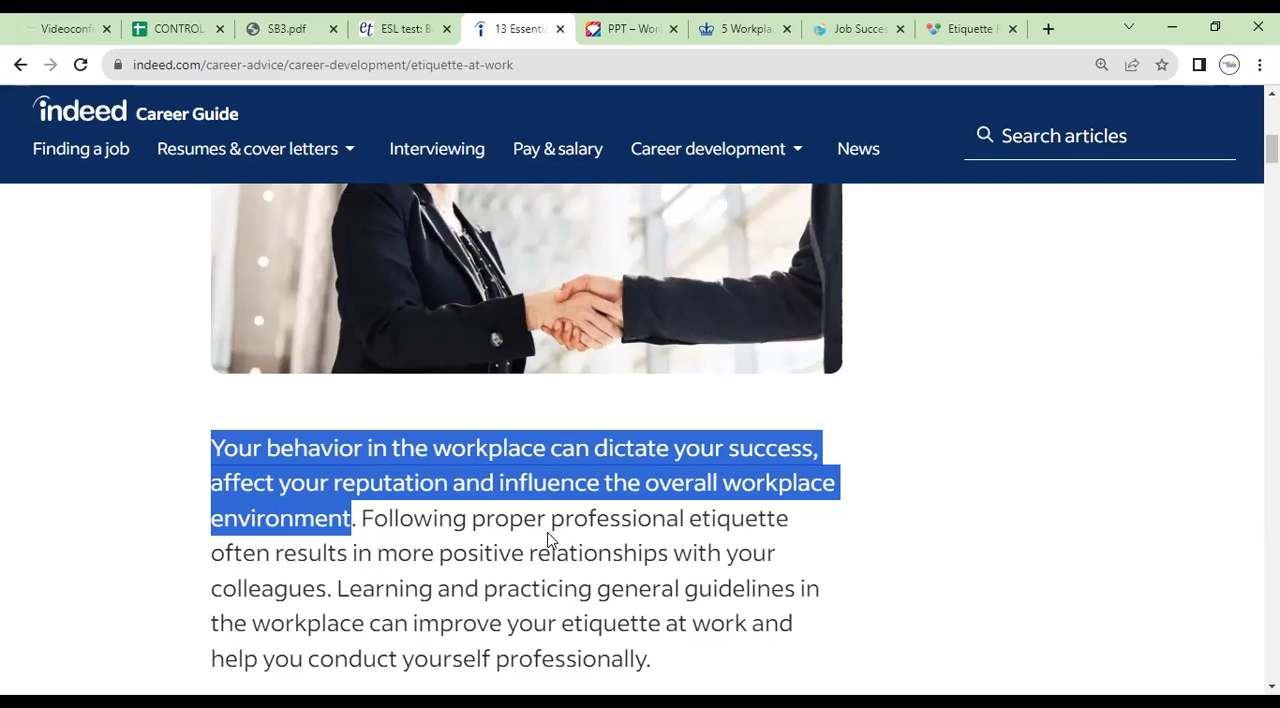 Videoconf CONTROL SB3.pdf ESL test: B 13 Essenti PPT – Wor 5 Workpla Job Succes Etiquette F
indeed.com/career-advice/career-development/etiquette-at-work
indeed Career Guide
Finding a job Resumes & cover letters Interviewing Pay & salary Career development News Search articles
Your behavior in the workplace can dictate your success,
affect your reputation and influence the overall workplace
environment. Following proper professional etiquette
often results in more positive relationships with your
colleagues. Learning and practicing general guidelines in
the workplace can improve your etiquette at work and
help you conduct yourself professionally.